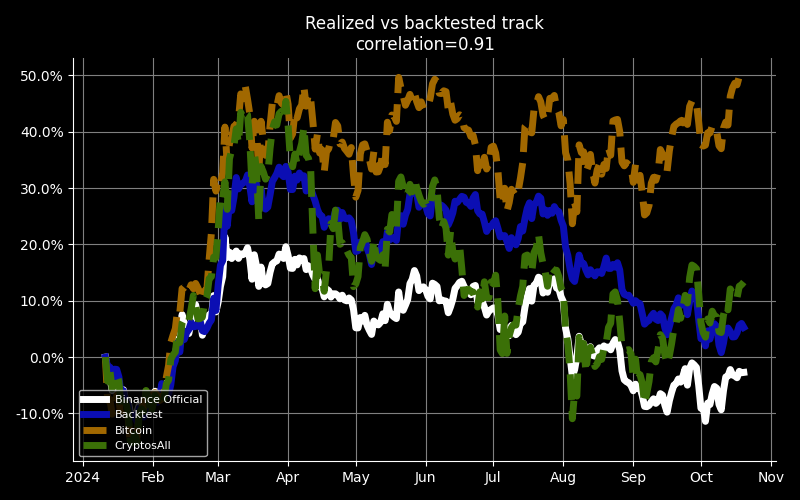 Realized vs backtested track
correlation=0.91
50.0%
40.0%
30.0%
20.0%
10.0%
0.0%
-10.0%
Binance Official
Backtest
Bitcoin
CryptosAll
2024 Feb Mar Apr May Jun Jul Aug Sep Oct Nov